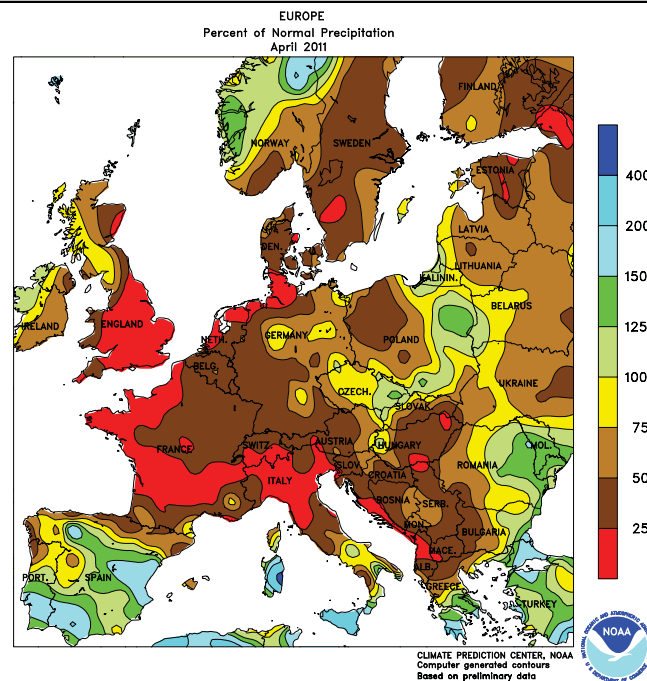 EUROPE
Percent of Normal Precipitation
April 2011
FINLAND
NORWAY
SWEDEN
ESTONIA
LATVIA
LITHUANIA
KALININ.
DEN.
BELARUS
IRELAND
ENGLAND
NETH.
GERMANY
POLAND
BELG.
UKRAINE
CZECH.
SLOVAK
FRANCE
SWITZ.
AUSTRIA
HUNGARY
MOL.
SLOV.
ROMANIA
ITALY
CROATIA
BOSNIA
SERB.
MON.
BULGARIA
MACE.
ALB.
PORT.
SPAIN
GREECE
TURKEY
400
200
150
125
100
75
50
25
NOAA
CLIMATE PREDICTION CENTER, NOAA
Computer generated contours
Based on preliminary data